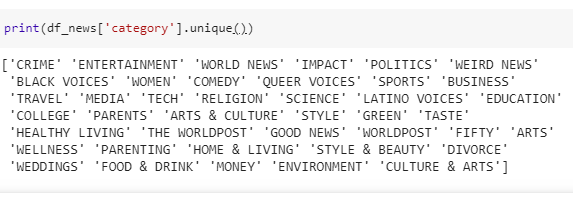 print(df_news['category'].unique())
['CRIME' 'ENTERTAINMENT' 'WORLD NEWS' 'IMPACT' 'POLITICS' 'WEIRD NEWS'
'BLACK VOICES' 'WOMEN' 'COMEDY' 'QUEER VOICES' 'SPORTS' 'BUSINESS'
'TRAVEL' 'MEDIA' 'TECH' 'RELIGION' 'SCIENCE' 'LATINO VOICES' 'EDUCATION'
'COLLEGE' 'PARENTS' 'ARTS & CULTURE' 'STYLE' 'GREEN' 'TASTE'
'HEALTHY LIVING' 'THE WORLDPOST' 'GOOD NEWS' 'WORLDPOST' 'FIFTY' 'ARTS'
'WELLNESS' 'PARENTING' 'HOME & LIVING' 'STYLE & BEAUTY' 'DIVORCE'
'WEDDINGS' 'FOOD & DRINK' 'MONEY' 'ENVIRONMENT' 'CULTURE & ARTS']